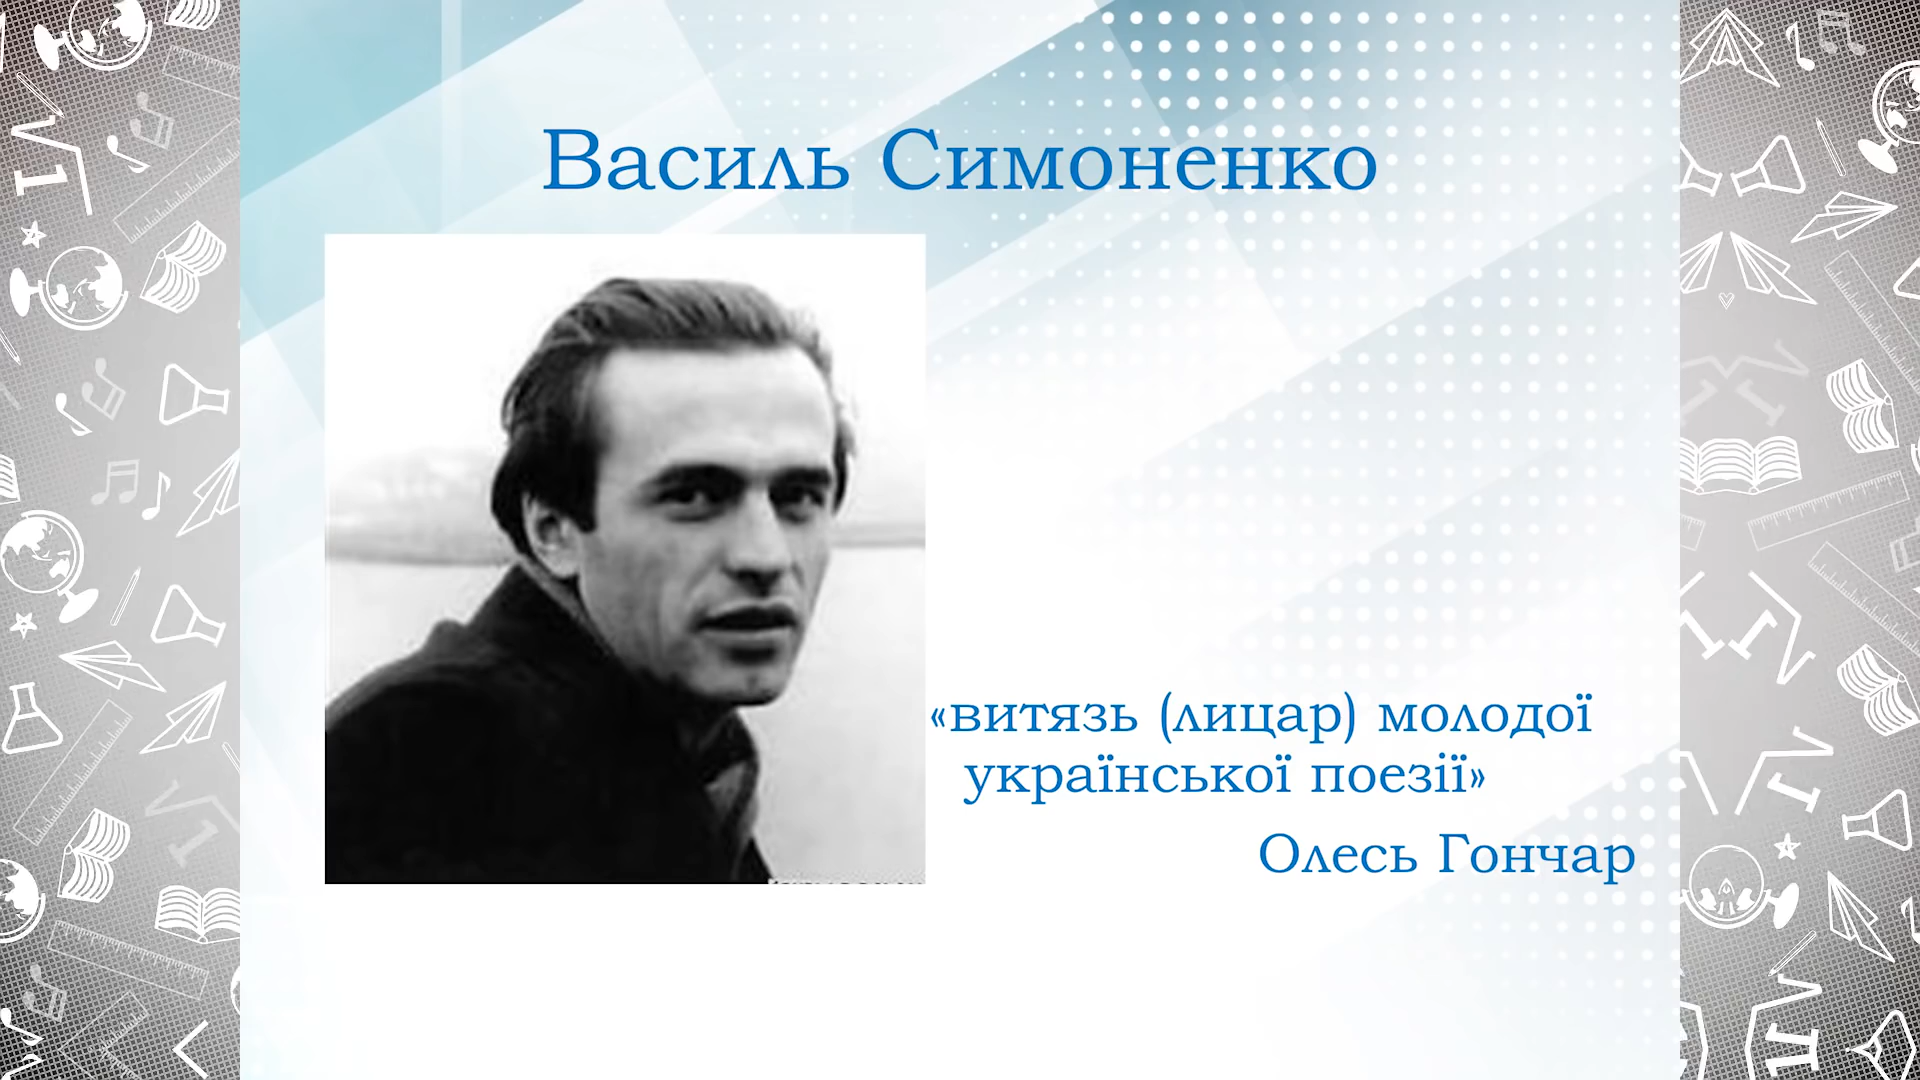 Василь Симоненко
«витязь (лицар) молодої
української поезії»
Олесь Гончар